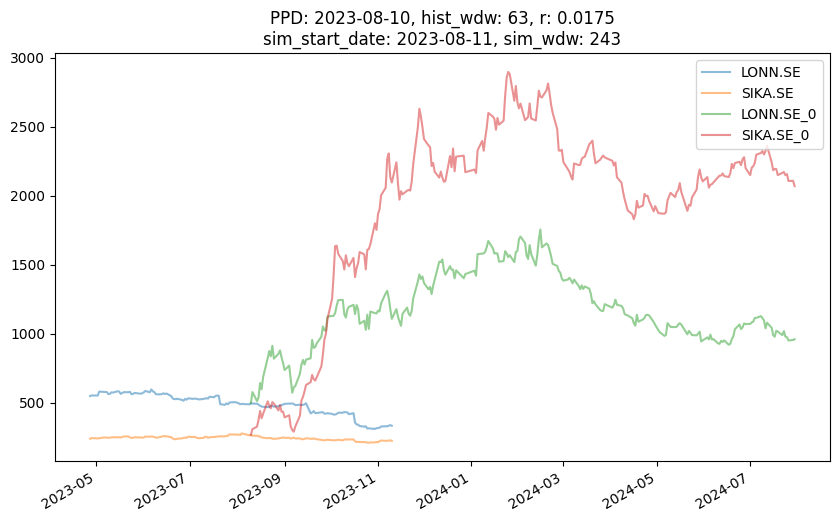 PPD: 2023-08-10, hist_wdw: 63, r: 0.0175
sim_start_date: 2023-08-11, sim_wdw: 243
3000
2500
2000
1500
1000
500
LONN.SE
SIKA.SE
LONN.SE_0
SIKA.SE_0
2023-05
2023-07
2023-09
2023-11
2024-01
2024-03
2024-05
2024-07